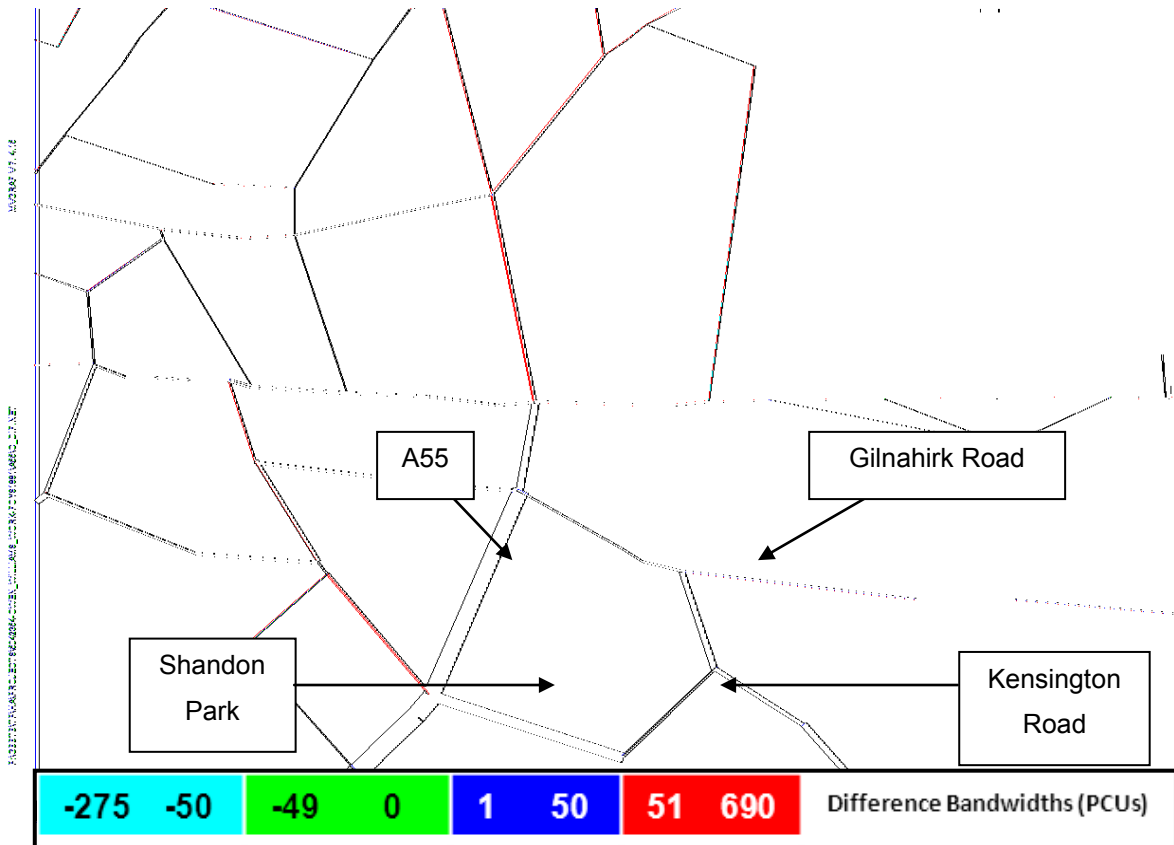 A55
Gilnahirk Road
Shandon
Park
Kensington
Road
-275 -50 -49 0 1 50 51 690 Difference Bandwidths (PCUs)